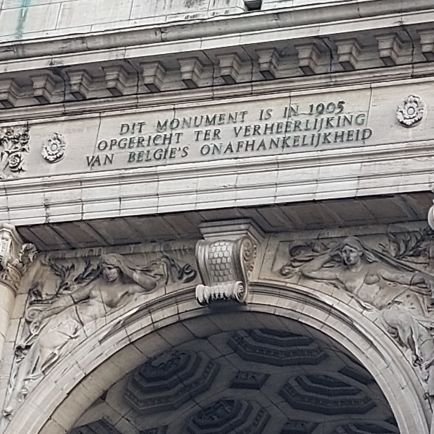 DIT MONUMENT IS IN 1905
OPGERICHT TER VERHEERLIJKING
VAN BELGIE'S ONAFHANKELIJKHEID